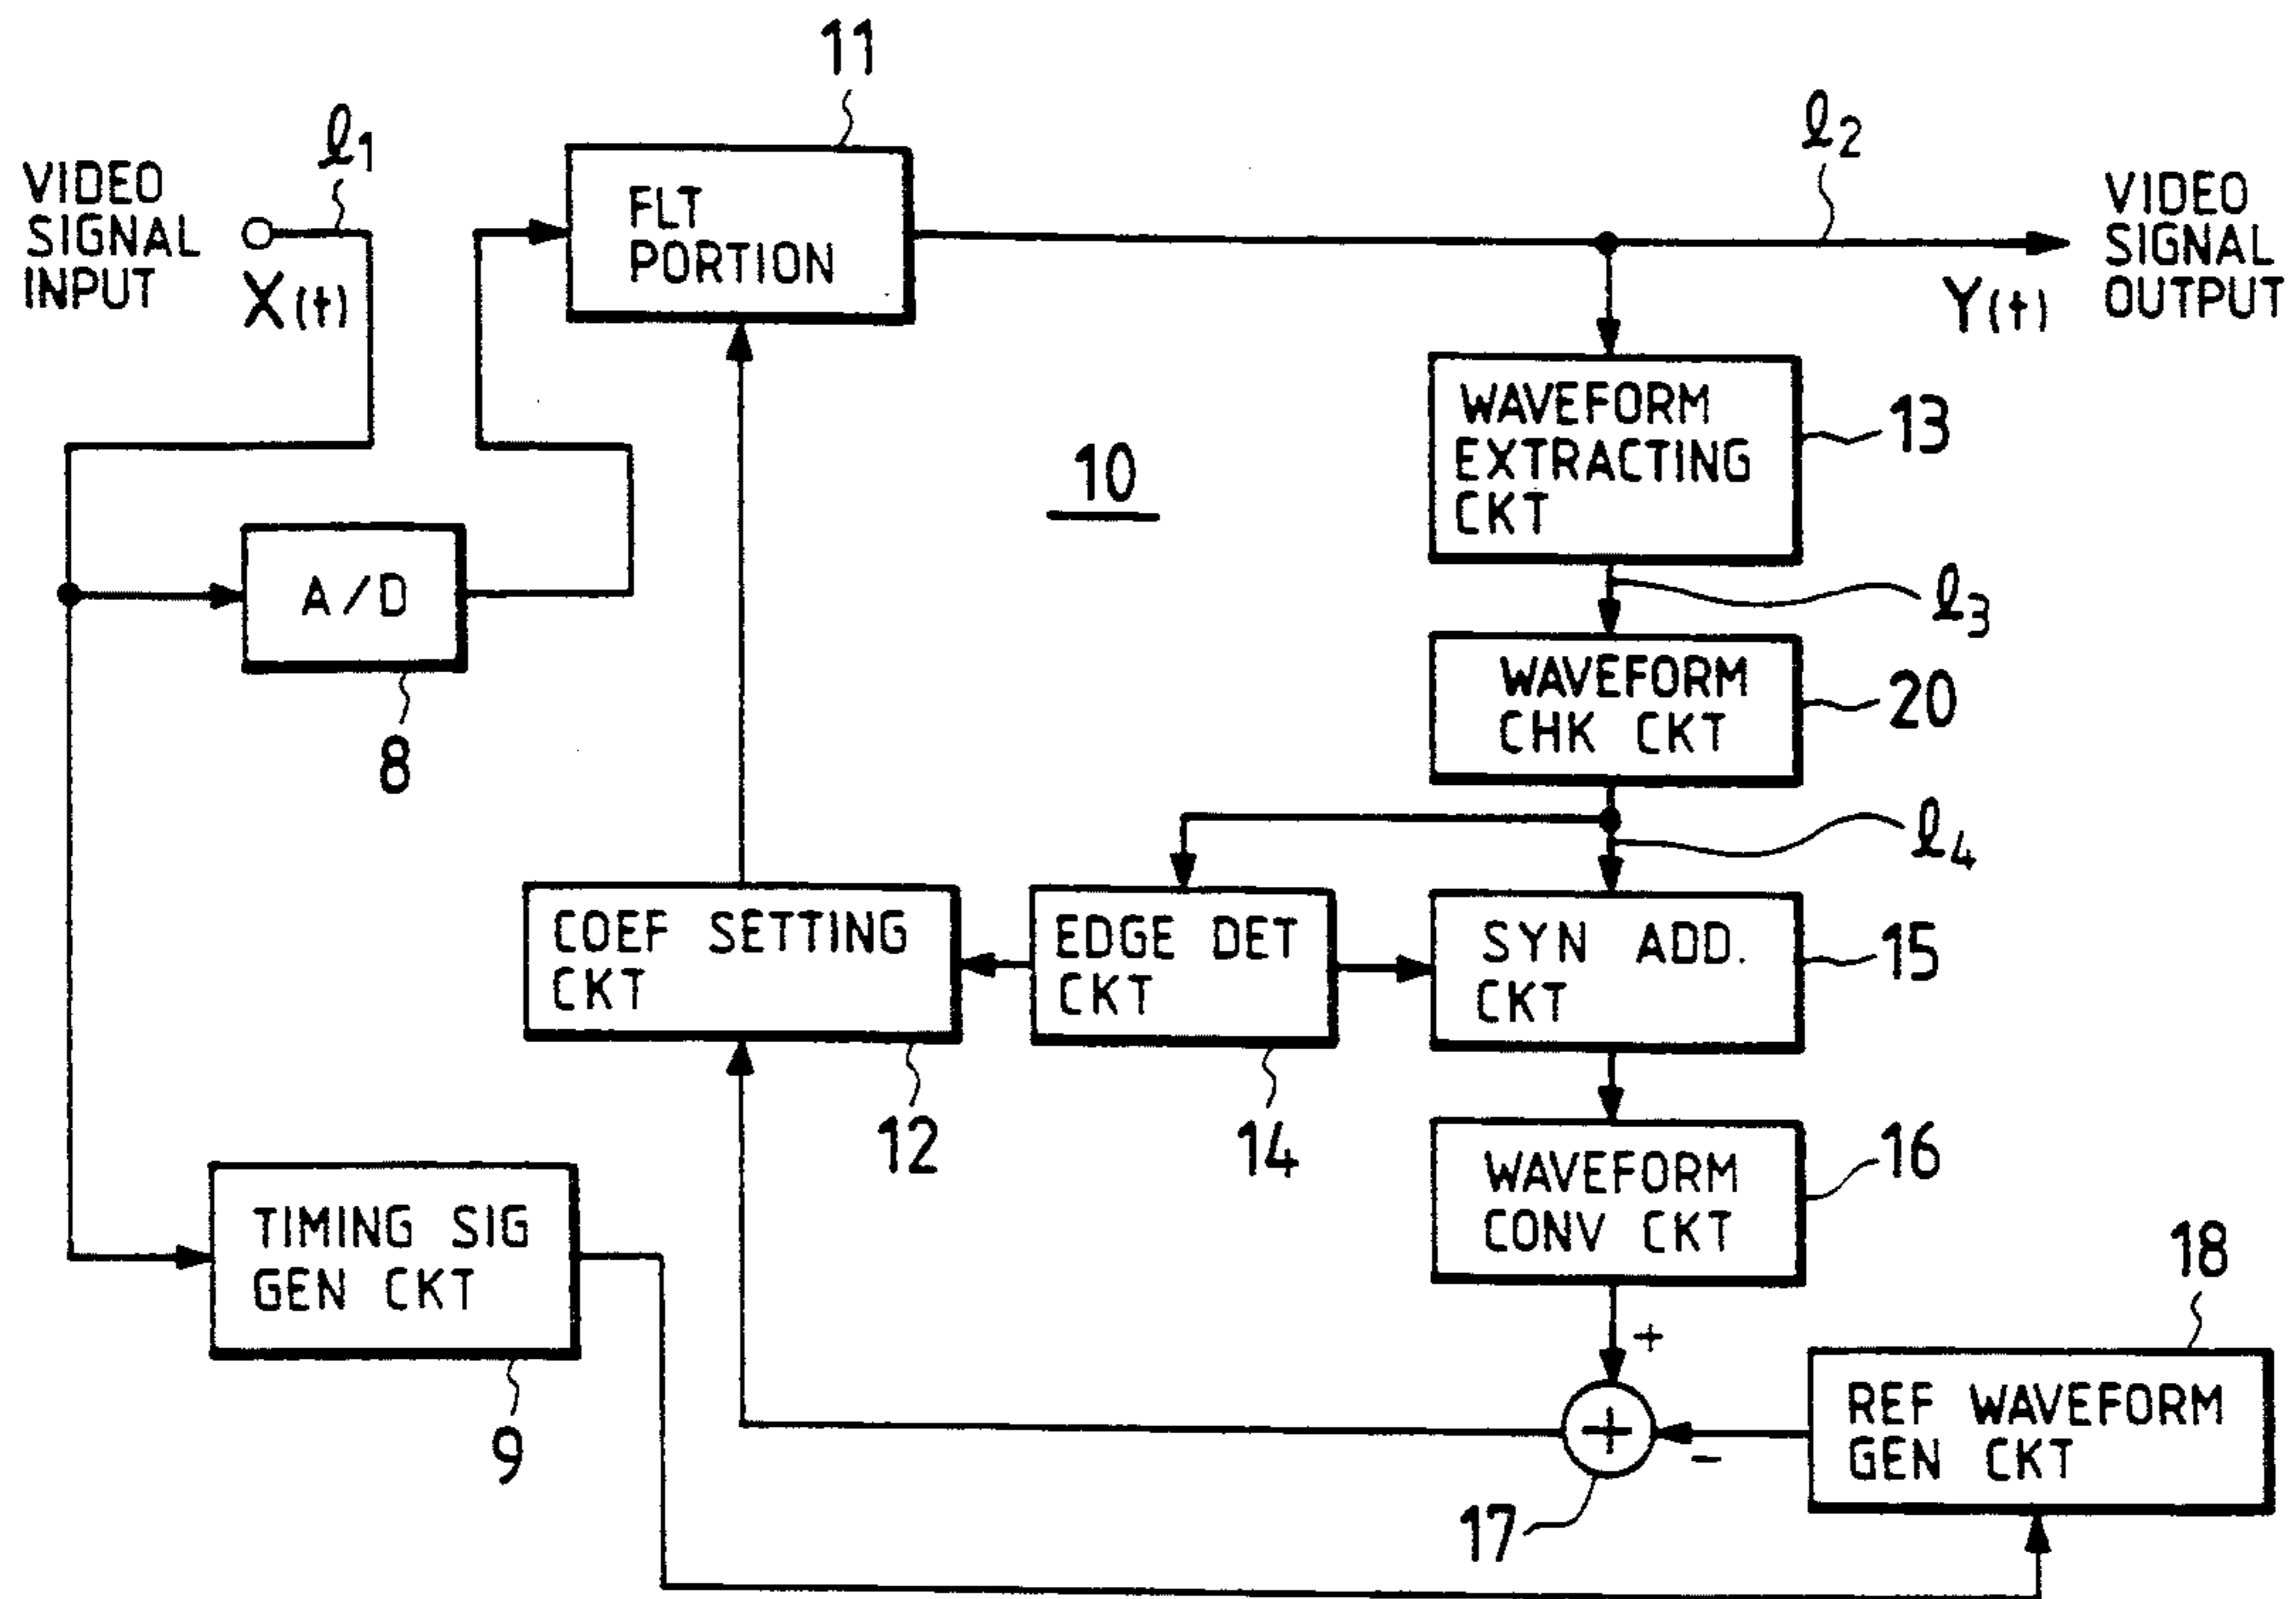 11
ℓ1
ℓ2
VIDEO
SIGNAL
INPUT
X(t)
FLT
PORTION
VIDEO
SIGNAL
OUTPUT
Y(t)
WAVEFORM
EXTRACTING
CKT
13
10
A/D
8
ℓ3
WAVEFORM
CHK CKT
20
ℓ4
COEF SETTING
CKT
12
EDGE DET
CKT
14
SYN ADD.
CKT
15
WAVEFORM
CONV CKT
16
TIMING SIG
GEN CKT
9
+
+
-
17
18
REF WAVEFORM
GEN CKT